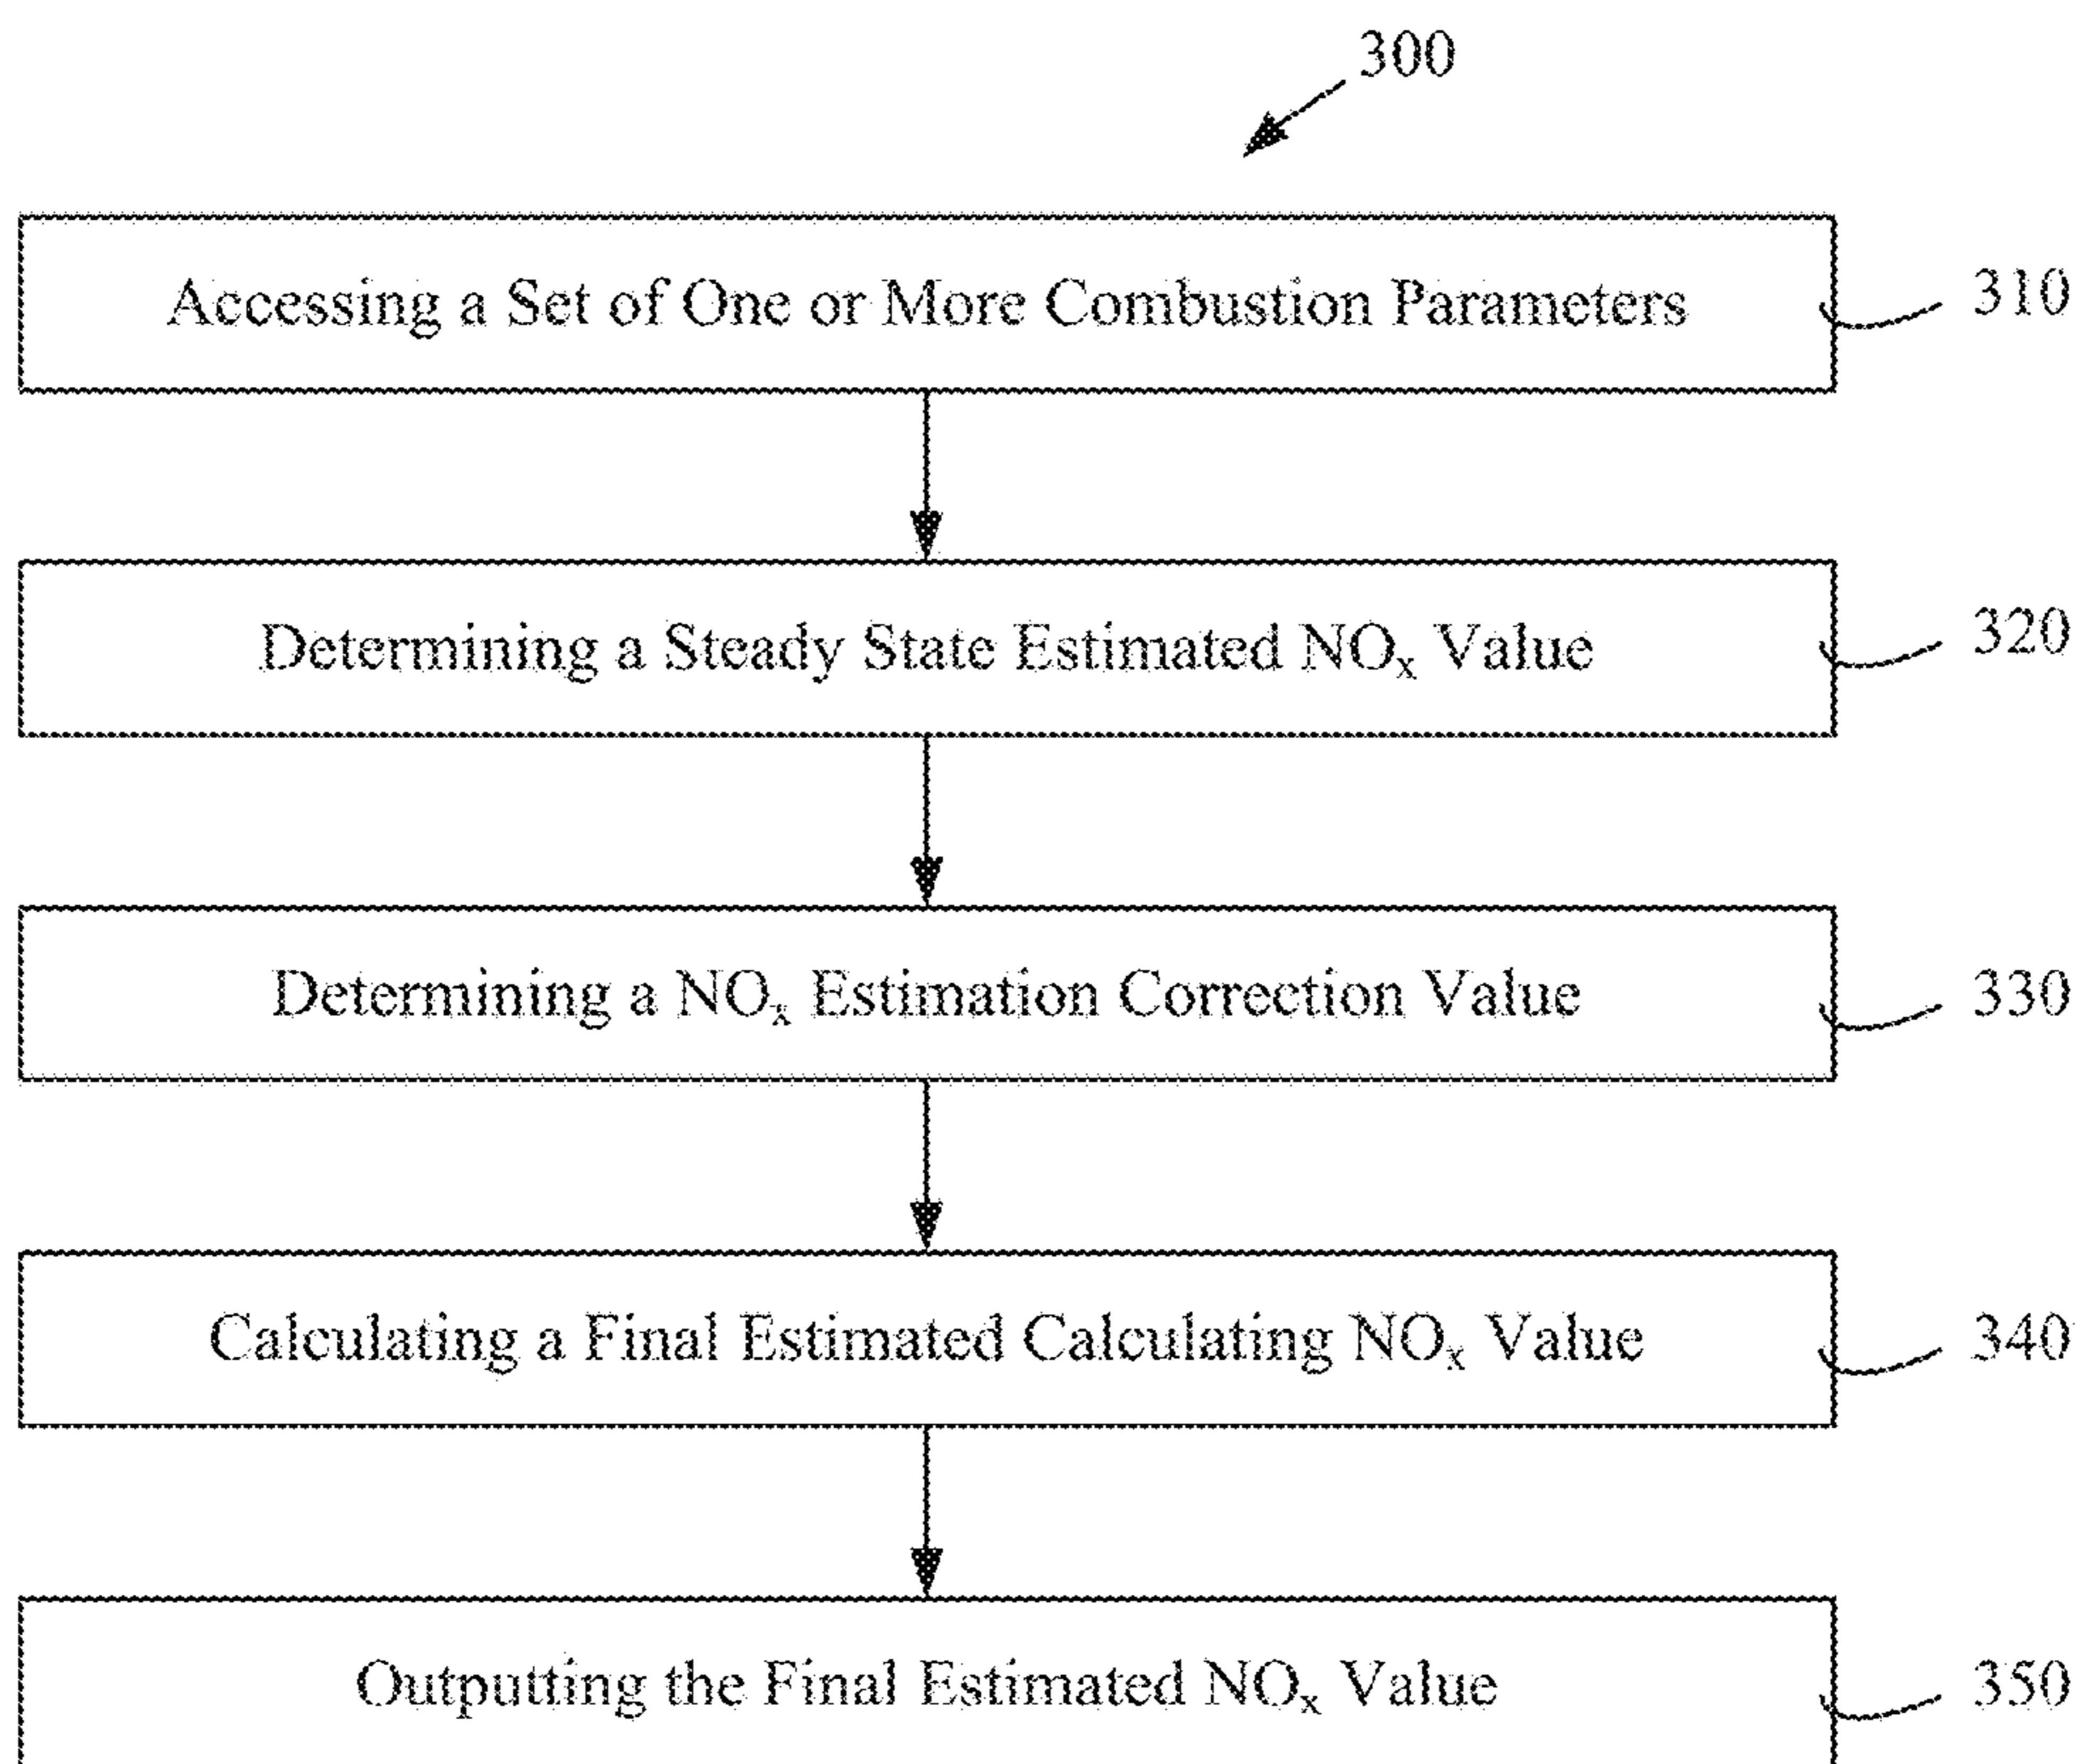 300
Accessing a Set of One or More Combustion Parameters
310
Determining a Steady State Estimated NOx Value
320
Determining a NOx Estimation Correction Value
330
Calculating a Final Estimated Calculating NOx Value
340
Outputting the Final Estimated NOx Value
350